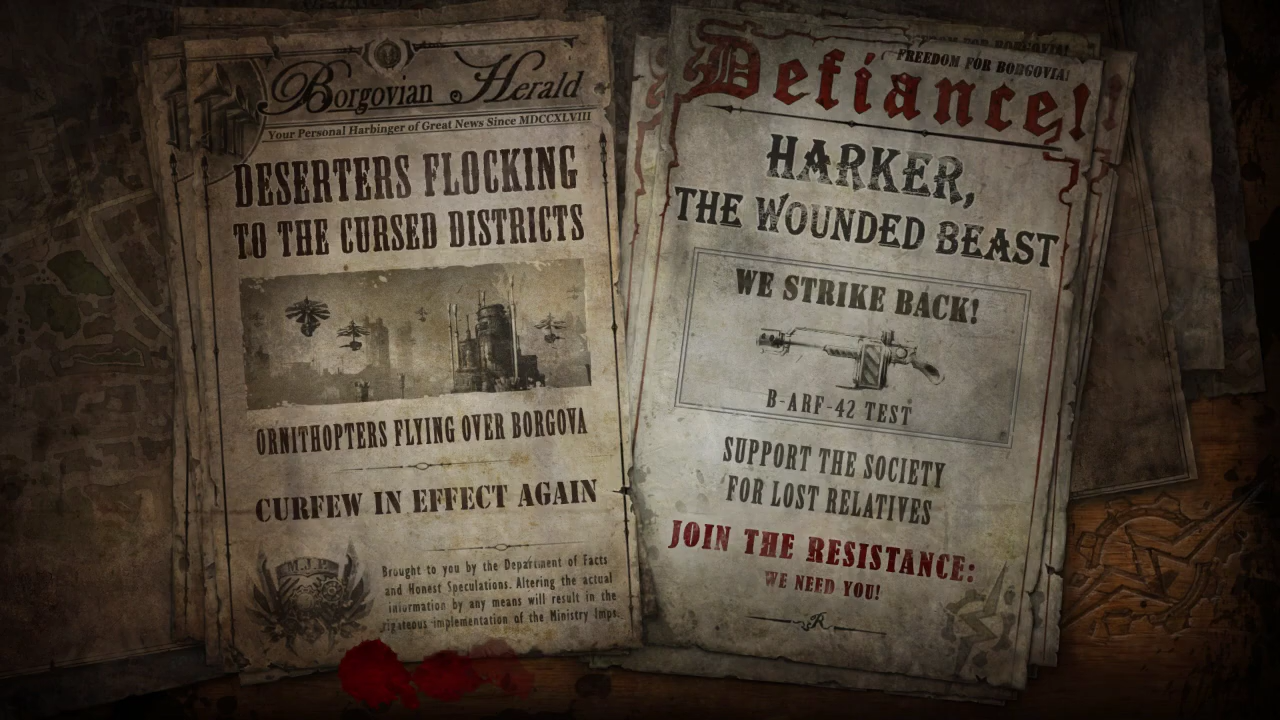 Borgovian Herald
Your Personal Harbinger of Great News Since MDCCXLVIII
DESERTERS FLOCKING
TO THE CURSED DISTRICTS
ORNITHOPTERS FLYING OVER BORGOVA
CURFEW IN EFFECT AGAIN
M.J.P.
Brought to you by the Department of Facts
and Honest Speculations. Altering the actual
information by any means will result in the
rigateous implementation of the Ministry Imps.
FREEDOM FOR BORGOVIA!
FREEDOM FOR BORGOVIA!
Defiance!
HARKER,
THE WOUNDED BEAST
WE STRIKE BACK!
B-ARF-42 TEST
SUPPORT THE SOCIETY
FOR LOST RELATIVES
JOIN THE RESISTANCE:
WE NEED YOU!
R